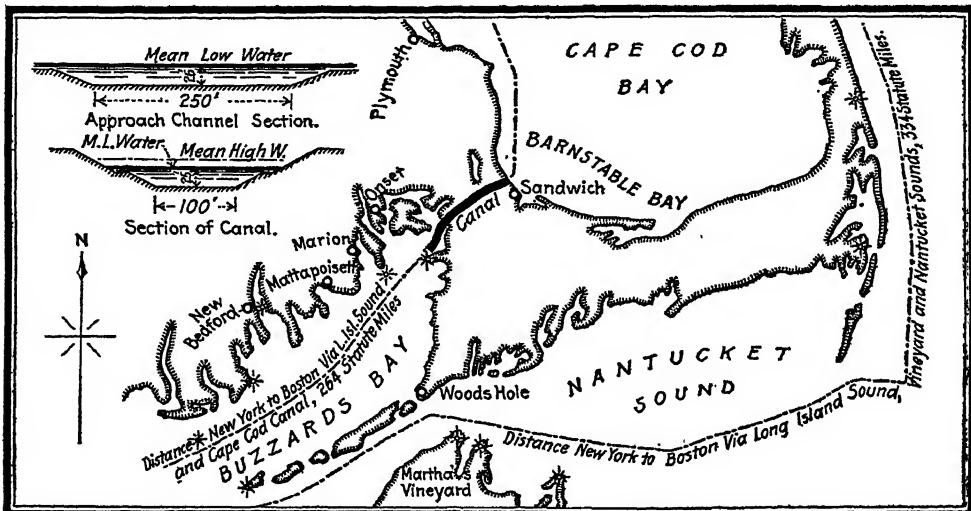 Mean Low Water
250'
Approach Channel Section.
M.L.Water
Mean High W.
100'
Section of Canal.
N
CAPE COD
BAY
Plymouth
BARNSTABLE BAY
Sandwich
Canal
Onset
Marion
Mattapoisett
New
Bedford
Distance New York to Boston Via L. Isl. Sound
and Cape Cod Canal, 264 Statute Miles
BUZZARDS BAY
Woods Hole
NANTUCKET
SOUND
Martha's
Vineyard
Distance New York to Boston Via Long Island Sound,
Vineyard and Nantucket Sounds, 334 Statute Miles.